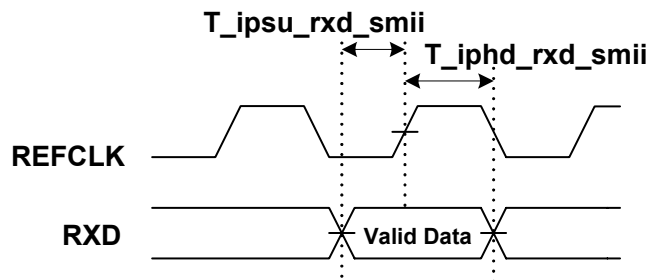 T_ipsu_rxd_smii
T_iphd_rxd_smii
REFCLK
RXD
Valid Data